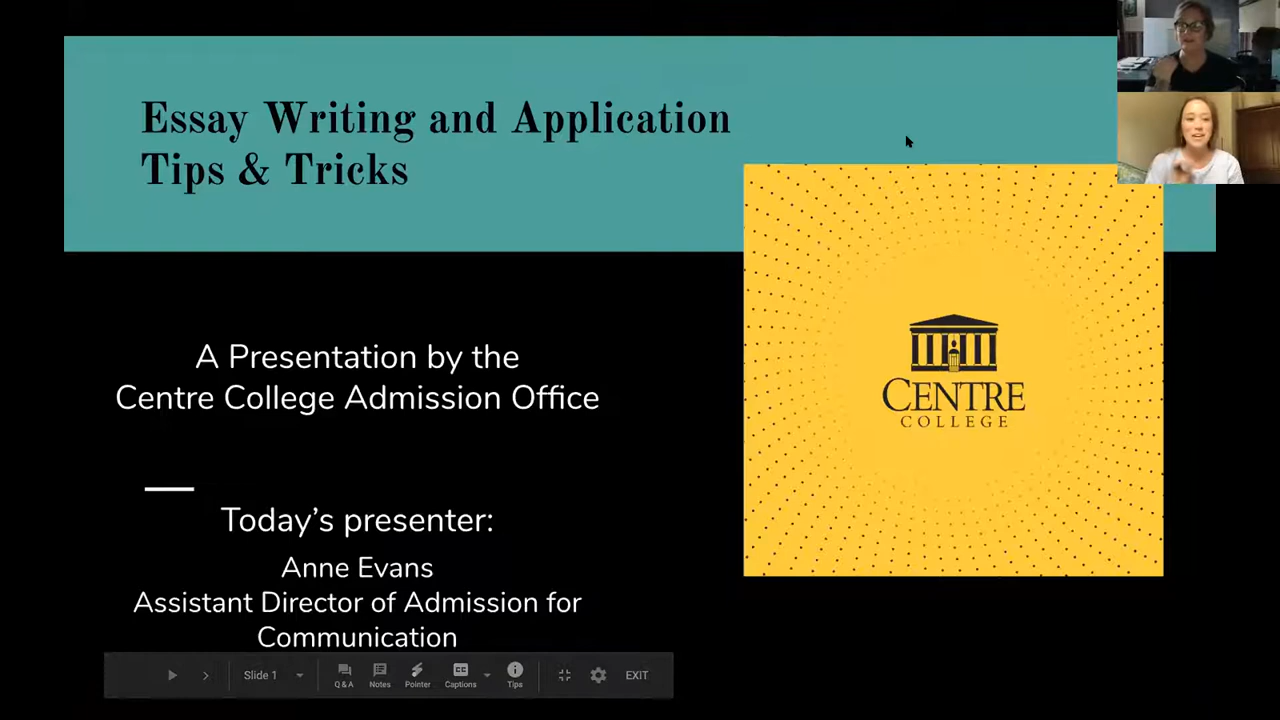 Essay Writing and Application
Tips & Tricks
A Presentation by the
Centre College Admission Office
CENTRE
COLLEGE
Today's presenter:
Anne Evans
Assistant Director of Admission for
Communication
Slide 1
Q & A
Notes
Pointer
Captions
Tips
EXIT